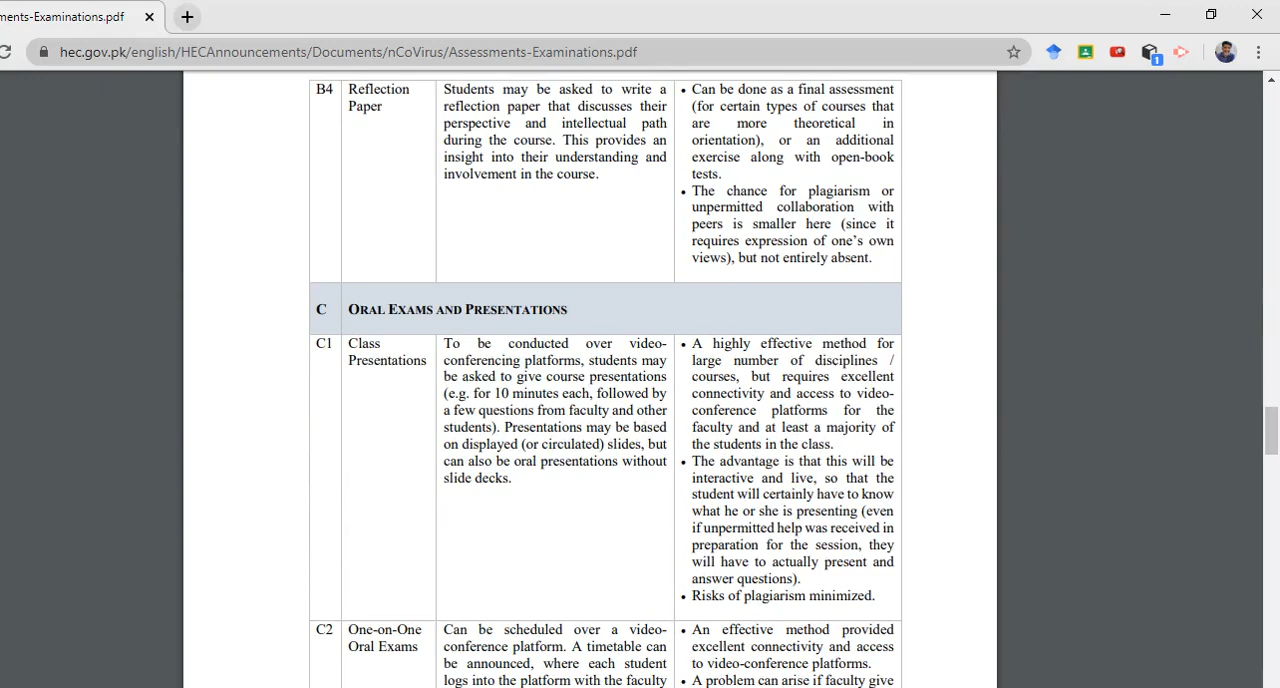 ments-Examinations.pdf
hec.gov.pk/english/HECAnnouncements/Documents/nCoVirus/Assessments-Examinations.pdf
1
B4
Reflection
Paper
Students may be asked to write a
reflection paper that discusses their
perspective and intellectual path
during the course. This provides an
insight into their understanding and
involvement in the course.
• Can be done as a final assessment
(for certain types of courses that
are more theoretical in
orientation), or an additional
exercise along with open-book
tests.
• The chance for plagiarism or
unpermitted collaboration with
peers is smaller here (since it
requires expression of one's own
views), but not entirely absent.
C
ORAL EXAMS AND PRESENTATIONS
C1
Class
Presentations
To be conducted over video-
conferencing platforms, students may
be asked to give course presentations
(e.g. for 10 minutes each, followed by
a few questions from faculty and other
students). Presentations may be based
on displayed (or circulated) slides, but
can also be oral presentations without
slide decks.
• A highly effective method for
large number of disciplines /
courses, but requires excellent
connectivity and access to video-
conference platforms for the
faculty and at least a majority of
the students in the class.
• The advantage is that this will be
interactive and live, so that the
student will certainly have to know
what he or she is presenting (even
if unpermitted help was received in
preparation for the session, they
will have to actually present and
answer questions).
• Risks of plagiarism minimized.
C2
One-on-One
Oral Exams
Can be scheduled over a video-
conference platform. A timetable can
be announced, where each student
logs into the platform with the faculty
• An effective method provided
excellent connectivity and access
to video-conference platforms.
• A problem can arise if faculty give